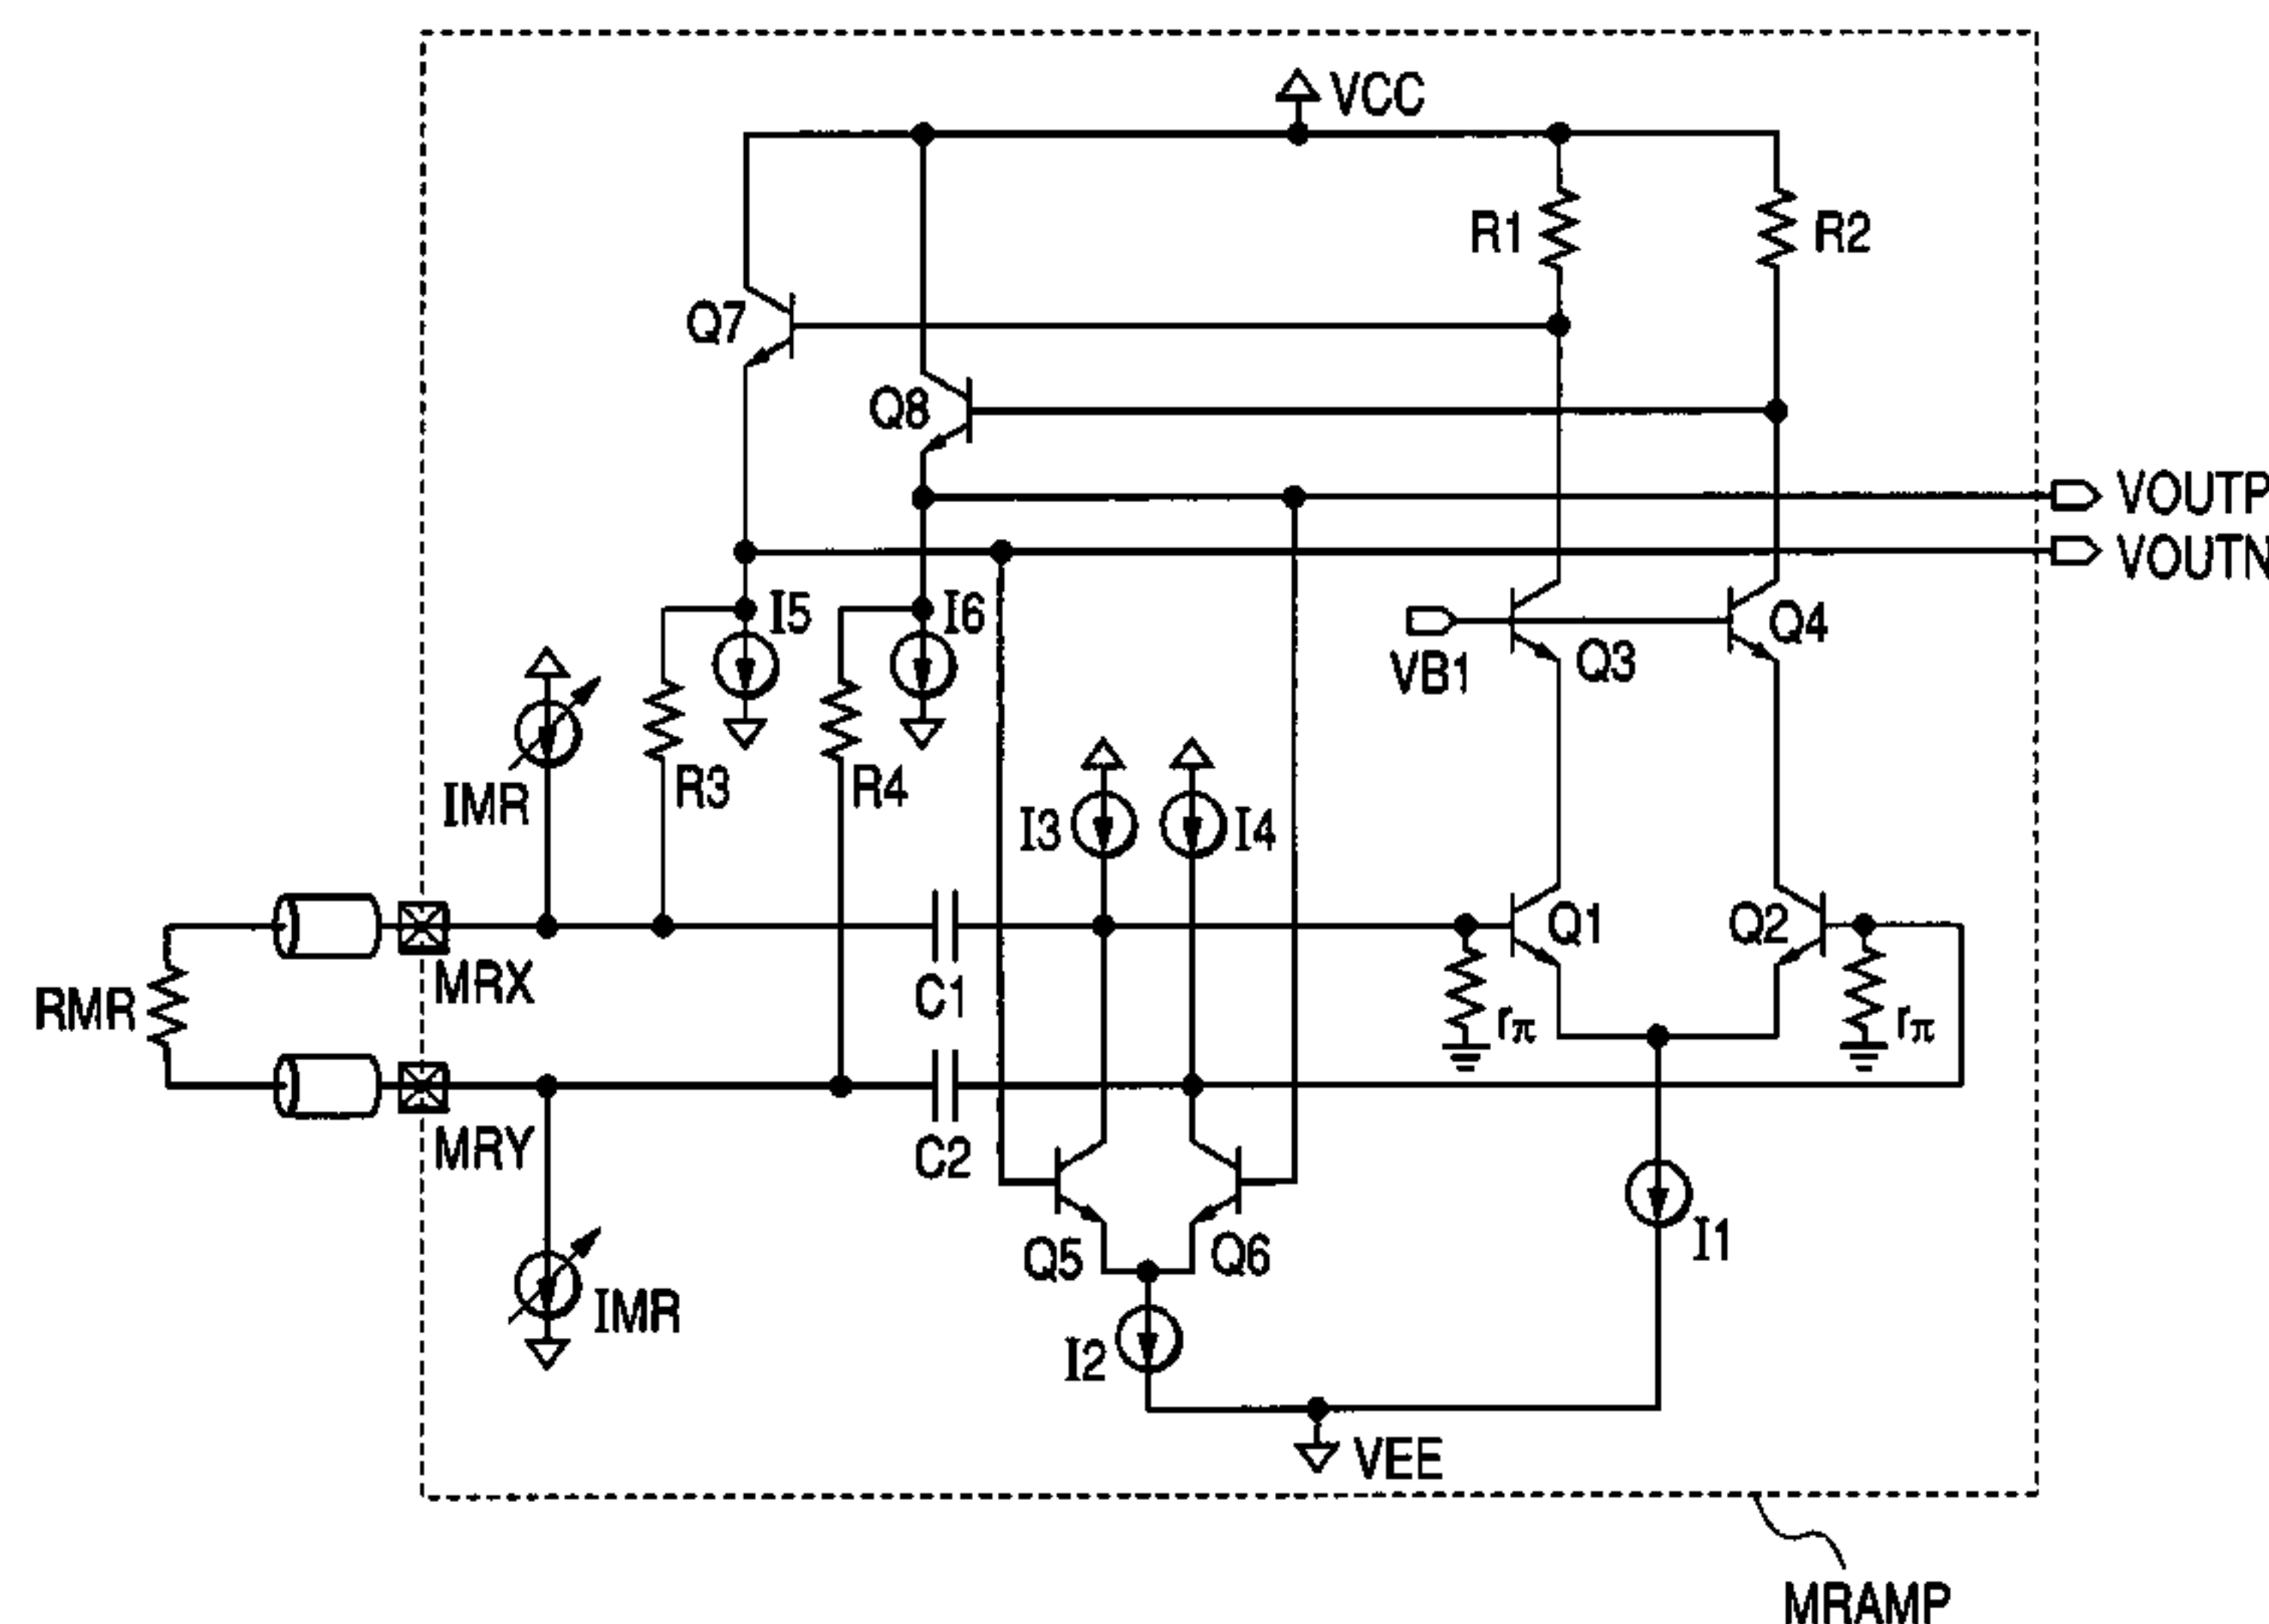 VCC
R1
R2
Q7
Q8
VOUTP
VOUTN
I5
I6
Q4
VB1
Q3
IMR
R3
R4
I3
I4
Q1
Q2
MRX
RMR
C1
rπ
rπ
MRY
C2
Q5
Q6
I1
IMR
I2
VEE
MRAMP